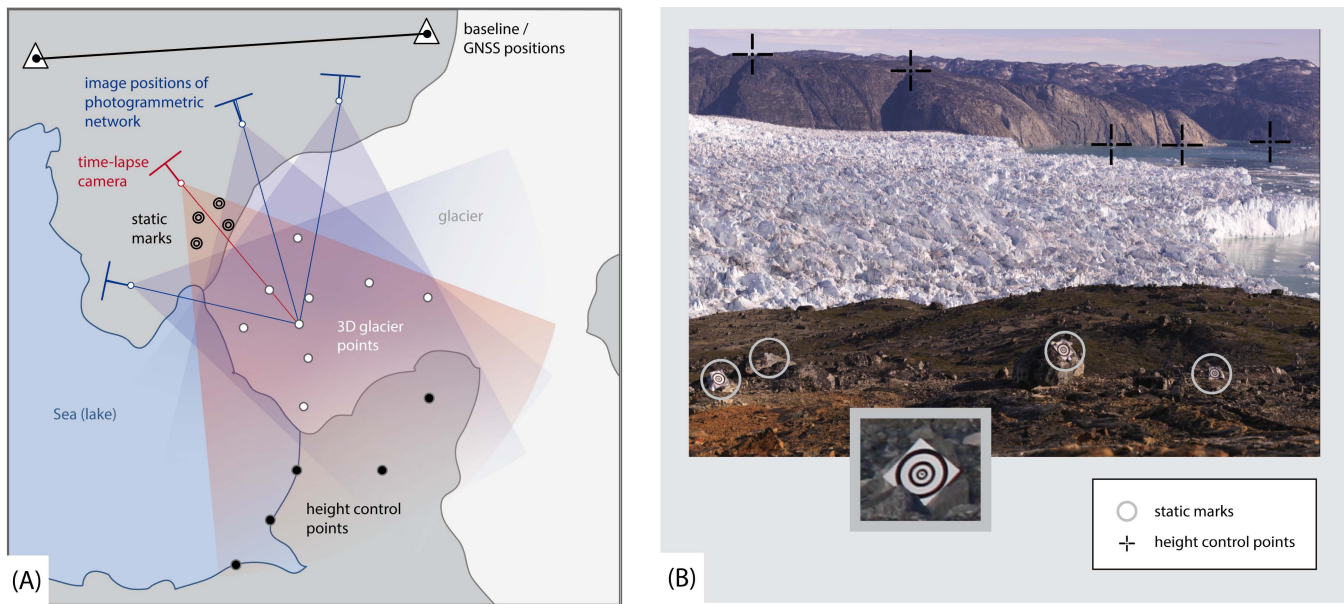 baseline /
GNSS positions
image positions of
photogrammetric
network
time-lapse
camera
static
marks
glacier
3D glacier
points
Sea (lake)
height control
points
(A)
static marks
height control points
(B)